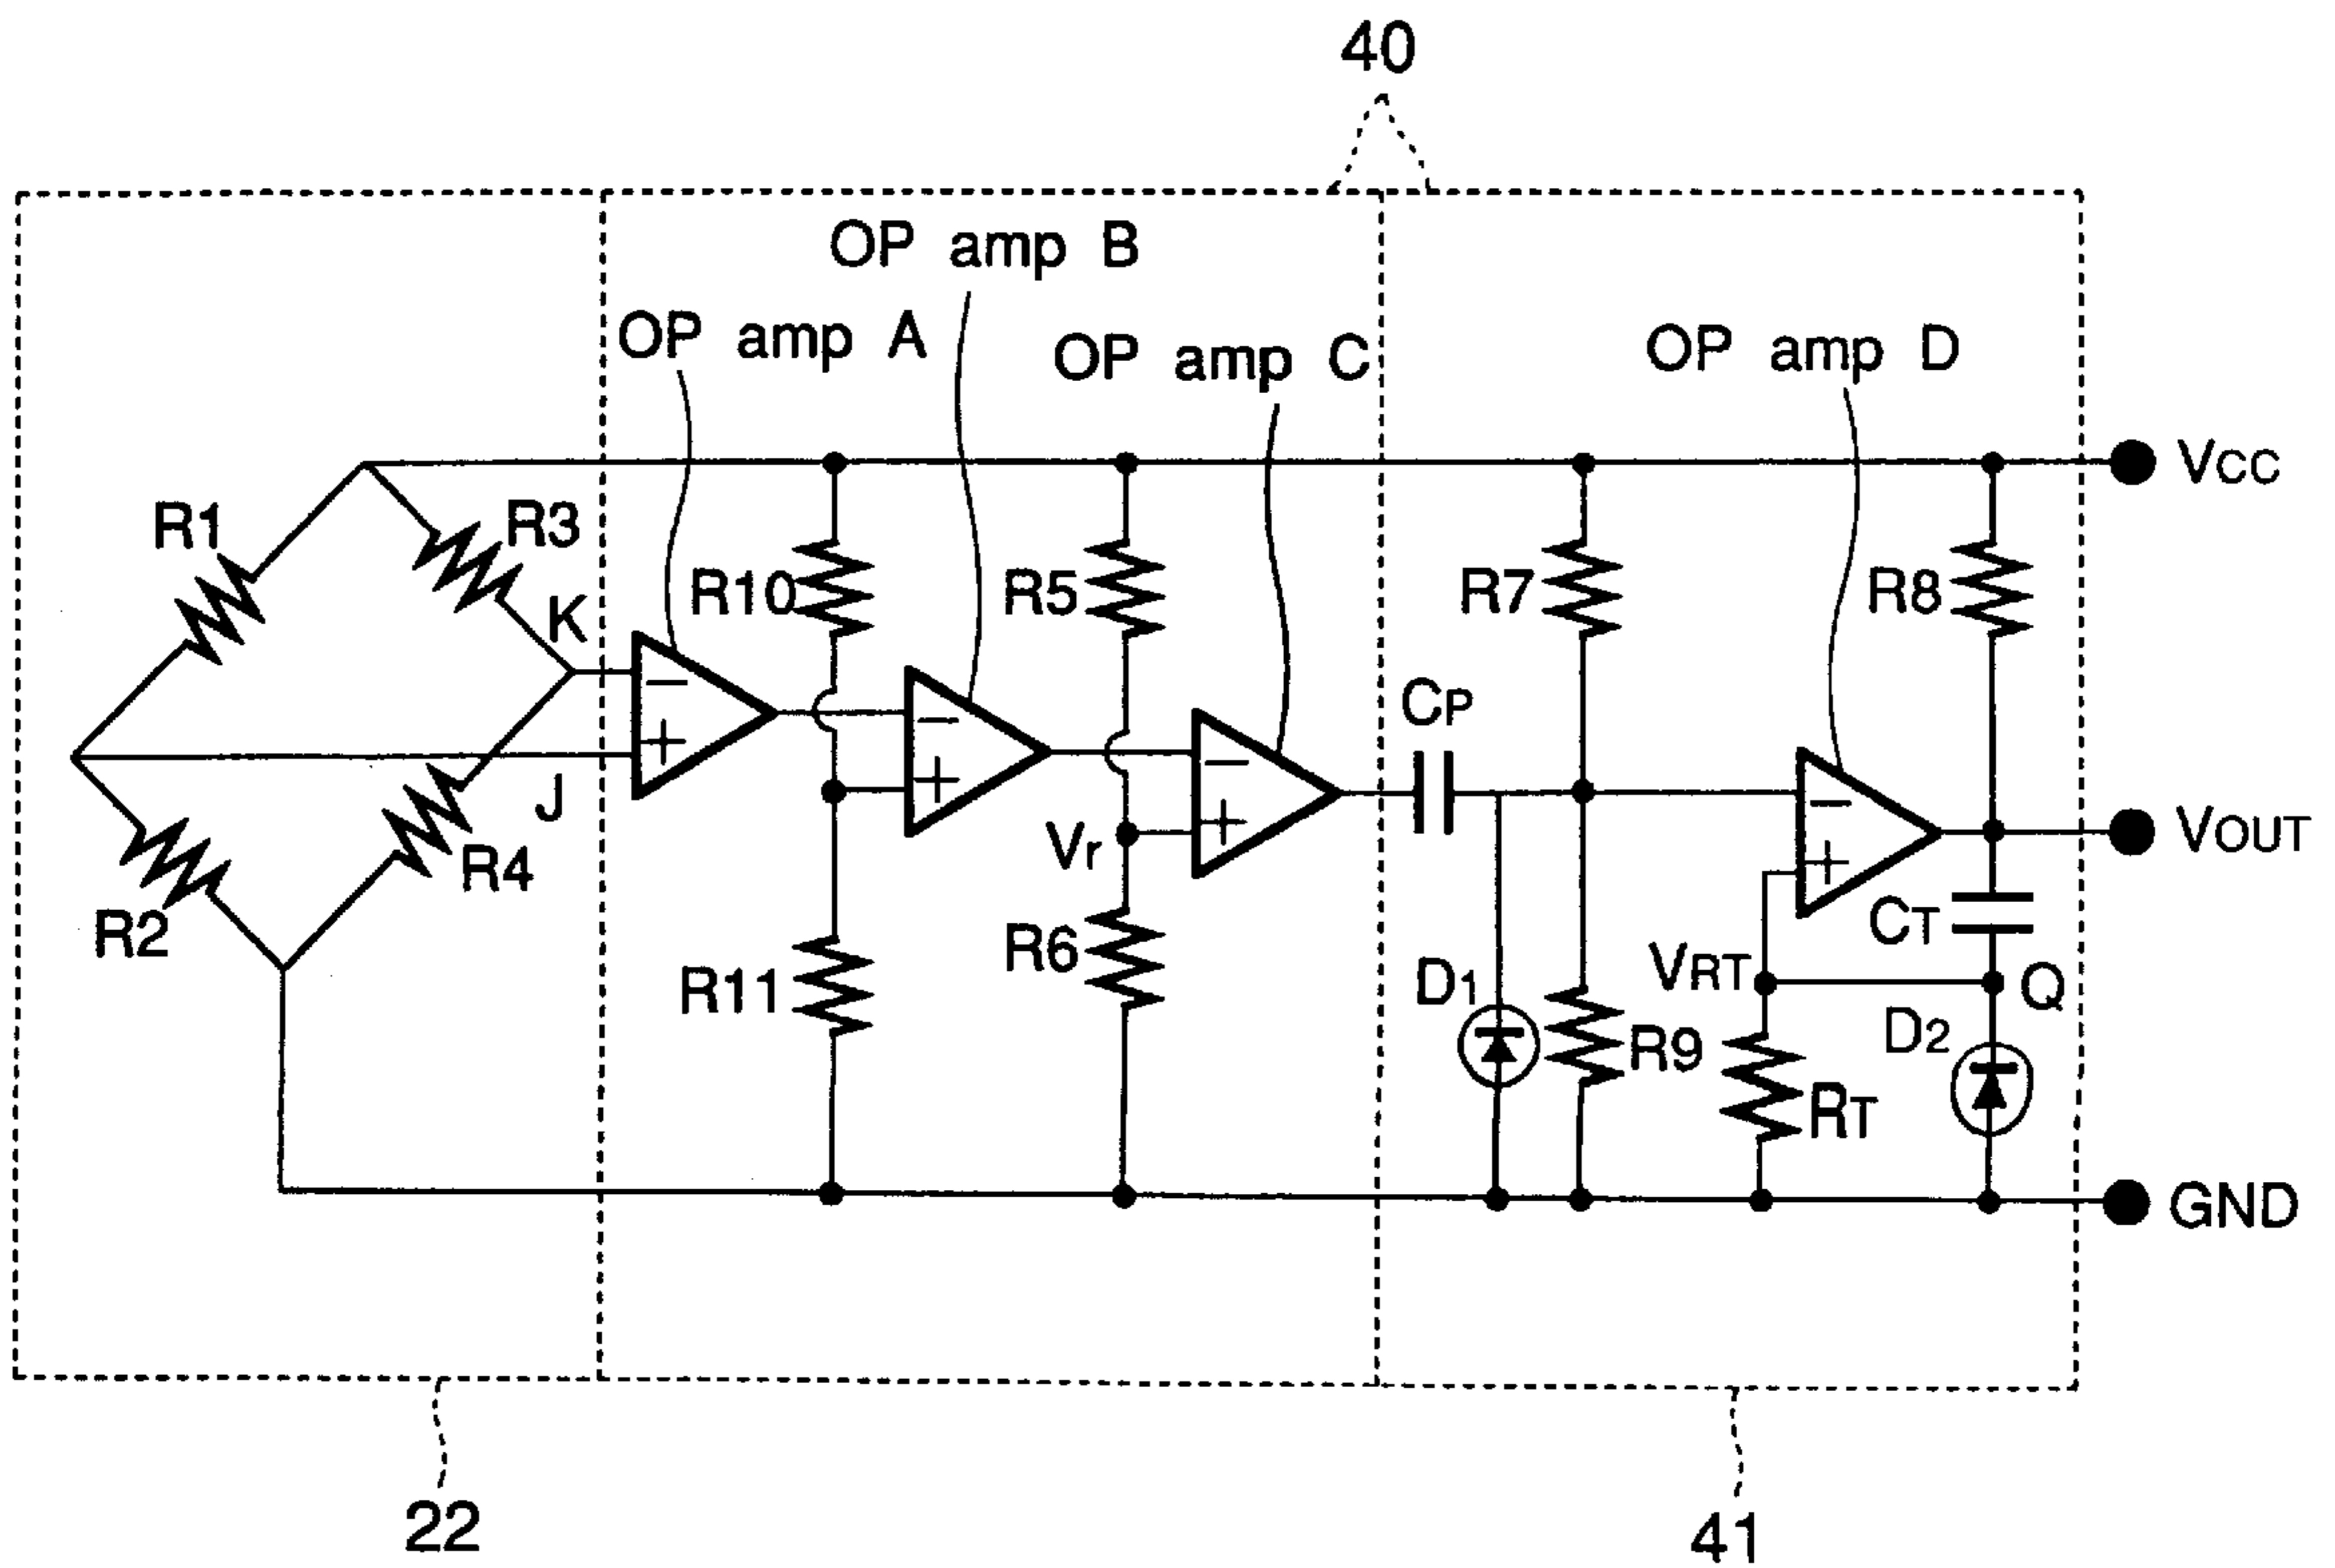 40
OP amp B
OP amp A
OP amp C
OP amp D
VCC
R1
R3
R10
R5
R7
R8
K
−
+
J
−
+
−
+
CP
−
+
VOUT
Vr
R4
R2
CT
R11
R6
VRT
Q
D1
R9
D2
RT
GND
22
41